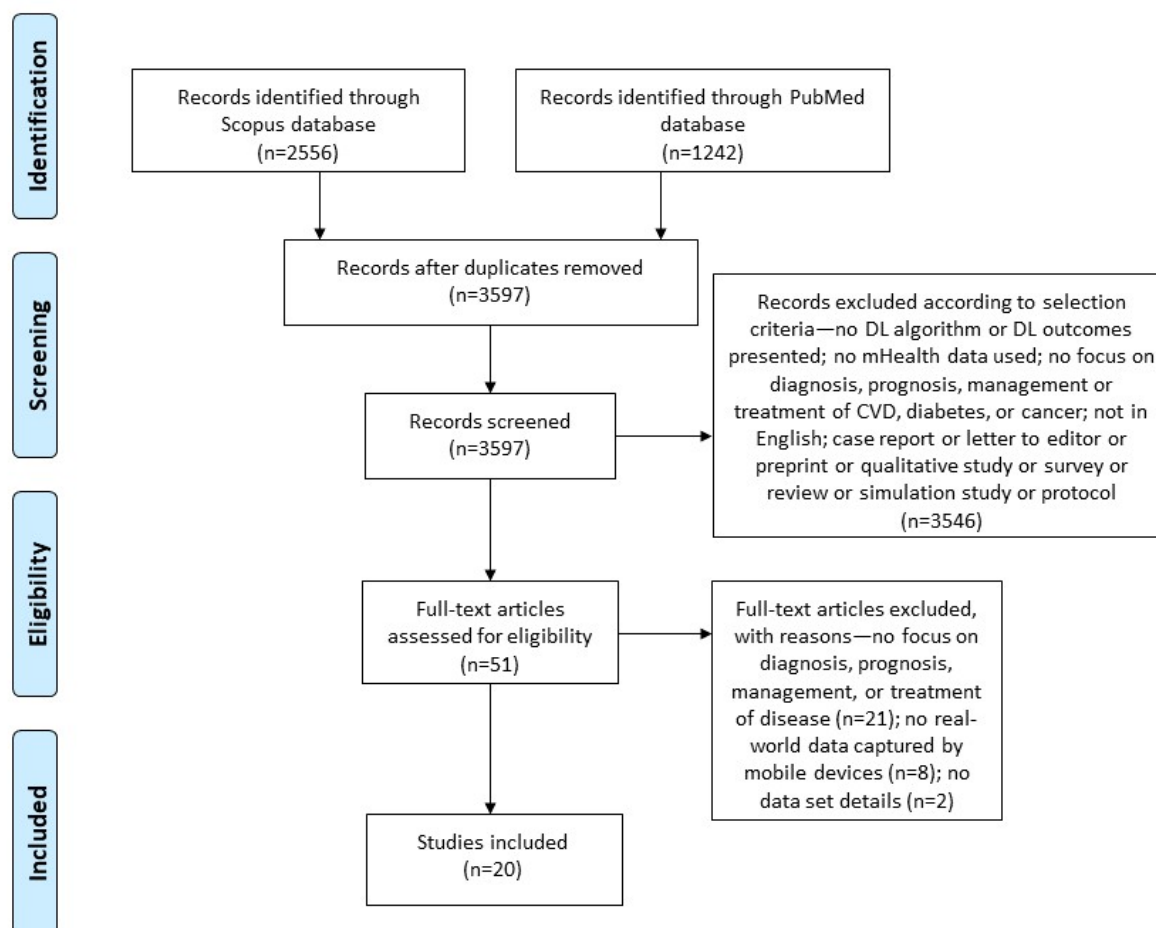 Identification
Records identified through
Scopus database
(n=2556)
Records identified through PubMed
database
(n=1242)
Screening
Records after duplicates removed
(n=3597)
Records screened
(n=3597)
Records excluded according to selection
criteria—no DL algorithm or DL outcomes
presented; no mHealth data used; no focus on
diagnosis, prognosis, management or
treatment of CVD, diabetes, or cancer; not in
English; case report or letter to editor or
preprint or qualitative study or survey or
review or simulation study or protocol
(n=3546)
Eligibility
Full-text articles
assessed for eligibility
(n=51)
Full-text articles excluded,
with reasons—no focus on
diagnosis, prognosis,
management, or treatment
of disease (n=21); no real-
world data captured by
mobile devices (n=8); no
data set details (n=2)
Included
Studies included
(n=20)